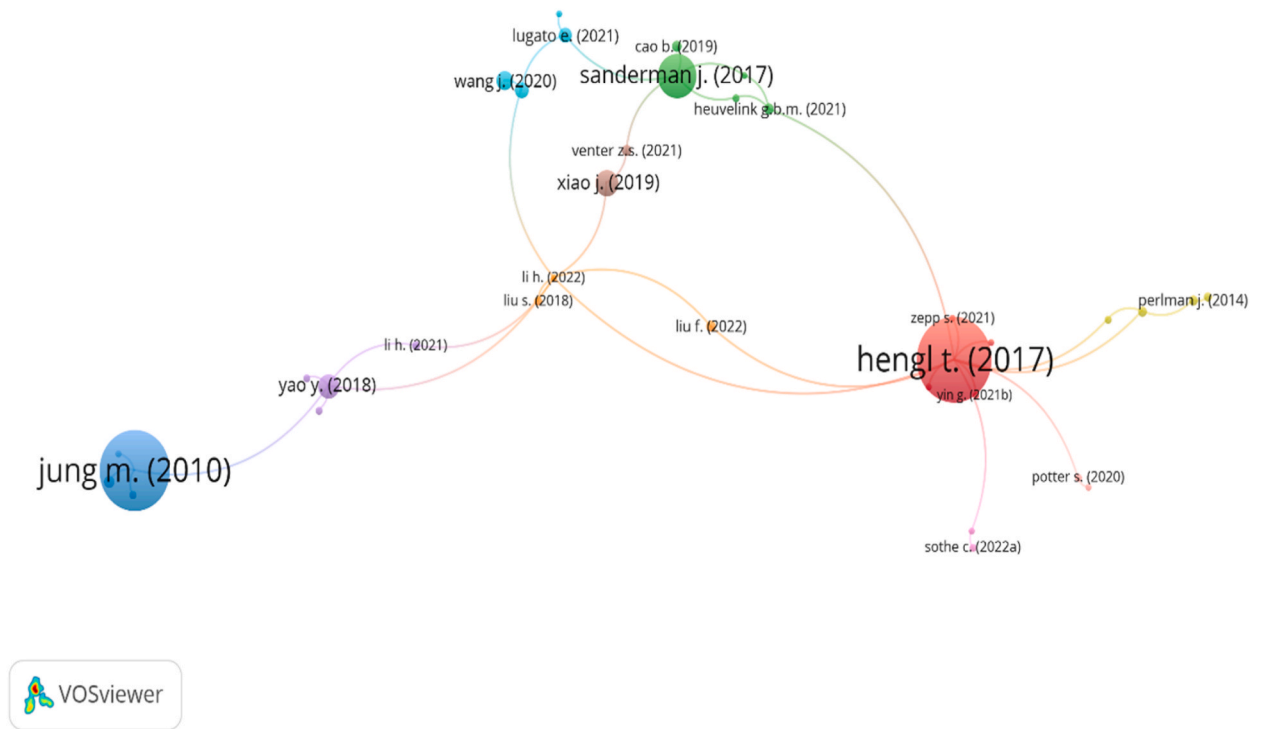 lugato e. (2021)
cao b. (2019)
wang j. (2020)
sanderman j. (2017)
heuvelink g.b.m. (2021)
venter z.s. (2021)
xiao j. (2019)
li h. (2022)
liu s. (2018)
perlman j. (2014)
liu f. (2022)
zepp s. (2021)
li h. (2021)
hengl t. (2017)
yao y. (2018)
yin g. (2021b)
jung m. (2010)
potter s. (2020)
sothe c. (2022a)
VOSviewer